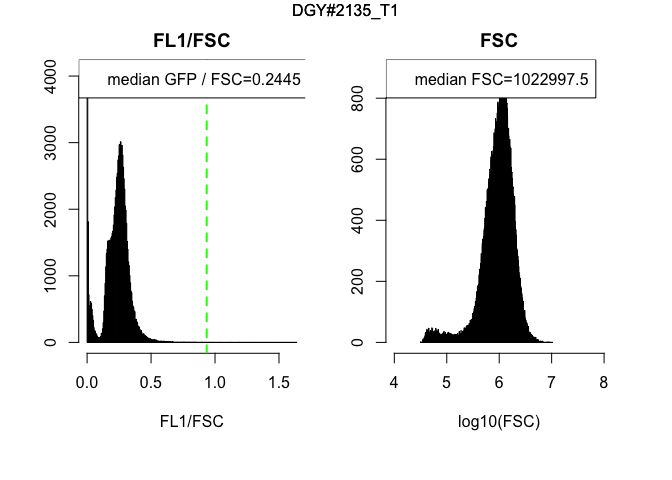 DGY#2135_T1
FL1/FSC
median GFP / FSC=0.2445
4000
3000
2000
1000
0
0.0 0.5 1.0 1.5
FL1/FSC
FSC
median FSC=1022997.5
800
600
400
200
0
4 5 6 7 8
log10(FSC)